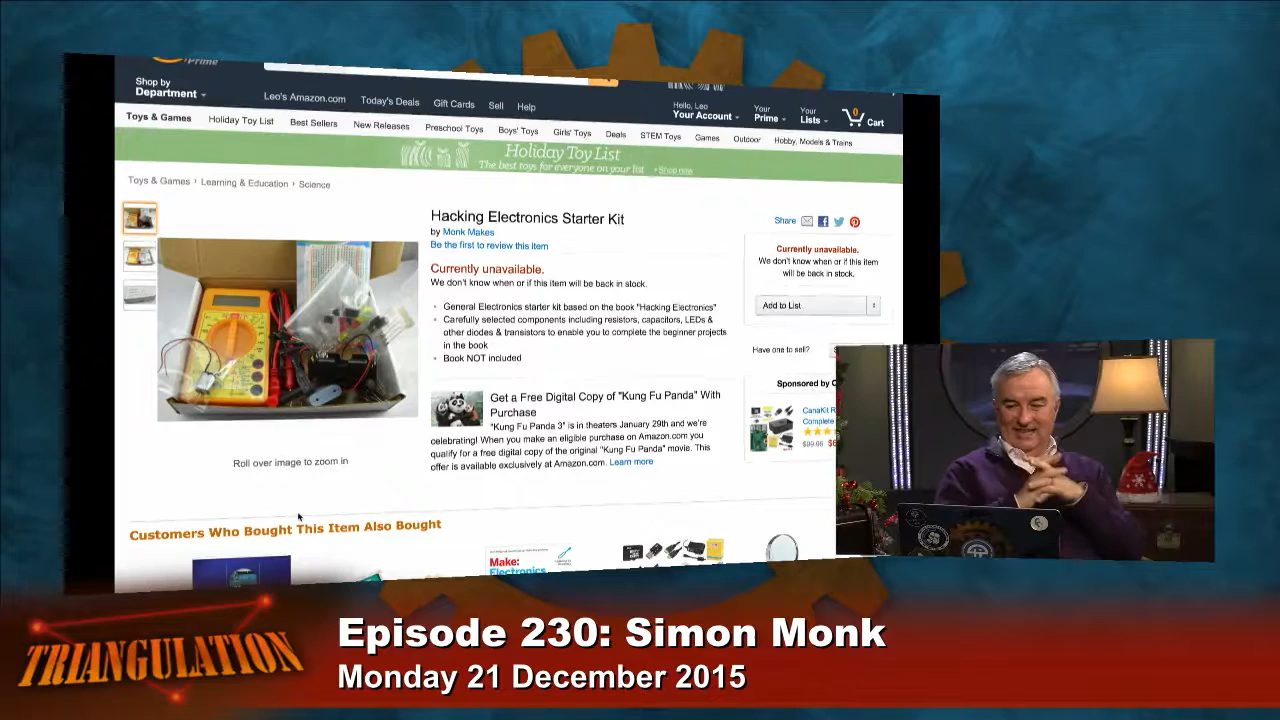 Prime
Shop by
Department
Leo's Amazon.com
Today's Deals
Gift Cards
Sell
Help
Hello, Leo
Your Account
Your
Prime
Your
Lists
0
Cart
Toys & Games
Holiday Toy List
Best Sellers
New Releases
Preschool Toys
Boys' Toys
Girls' Toys
Deals
STEM Toys
Games
Outdoor
Hobby, Models & Trains
Holiday Toy List
The best toys for everyone on your list
Shop now
Toys & Games › Learning & Education › Science
Hacking Electronics Starter Kit
by Monk Makes
Be the first to review this item
Currently unavailable.
We don't know when or if this item will be back in stock.
• General Electronics starter kit based on the book "Hacking Electronics"
• Carefully selected components including resistors, capacitors, LEDs &
other diodes & transistors to enable you to complete the beginner projects
in the book
• Book NOT included
Get a Free Digital Copy of "Kung Fu Panda" With
Purchase
"Kung Fu Panda 3" is in theaters January 29th and we're
celebrating! When you make an eligible purchase on Amazon.com you
qualify for a free digital copy of the original "Kung Fu Panda" movie. This
offer is available exclusively at Amazon.com. Learn more
Roll over image to zoom in
Share
Currently unavailable.
We don't know when or if this item
will be back in stock.
Add to List
Have one to sell?
Sponsored by
CanaKit R
Complete
Customers Who Bought This Item Also Bought
Make:
Electronics
TRIANGULATION
Episode 230: Simon Monk
Monday 21 December 2015